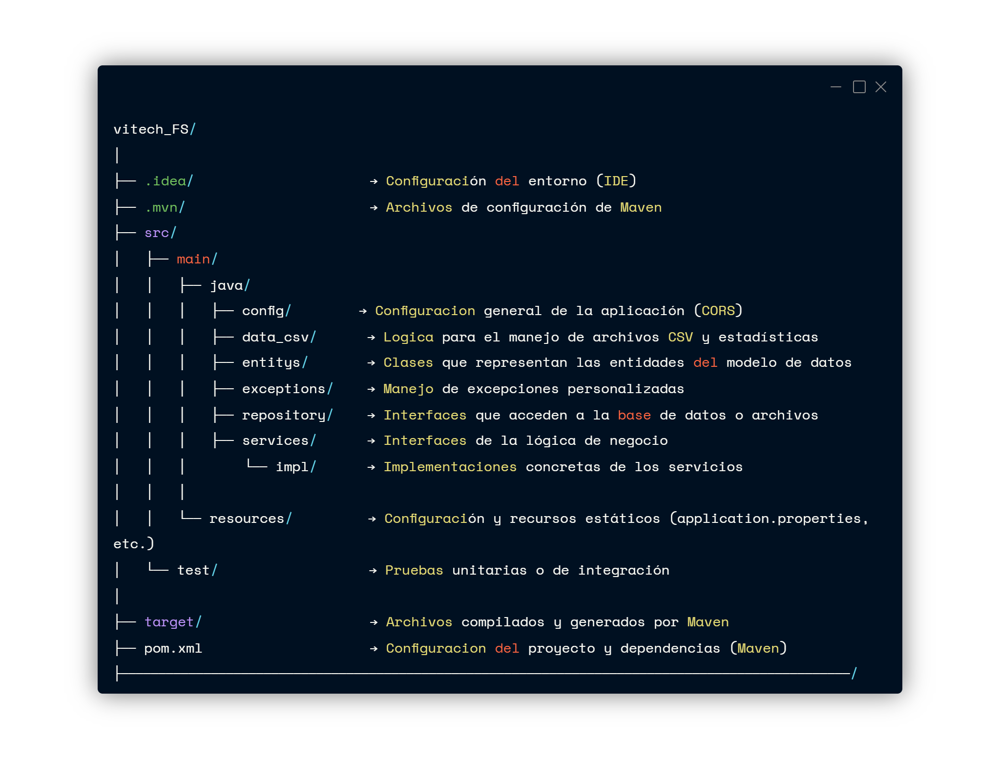 vitech_FS/
│
├── .idea/                           → Configuración del entorno (IDE)
├── .mvn/                            → Archivos de configuración de Maven
├── src/
│   ├── main/
│   │   ├── java/
│   │   │   ├── config/        → Configuracion general de la aplicación (CORS)
│   │   │   ├── data_csv/      → Logica para el manejo de archivos CSV y estadísticas
│   │   │   ├── entitys/       → Clases que representan las entidades del modelo de datos
│   │   │   ├── exceptions/    → Manejo de excepciones personalizadas
│   │   │   ├── repository/    → Interfaces que acceden a la base de datos o archivos
│   │   │   ├── services/      → Interfaces de la lógica de negocio
│   │   │       └── impl/      → Implementaciones concretas de los servicios
│   │   │
│   │   └── resources/         → Configuración y recursos estáticos (application.properties,
etc.)
│   └── test/                  → Pruebas unitarias o de integración
│
├── target/                    → Archivos compilados y generados por Maven
├── pom.xml                    → Configuracion del proyecto y dependencias (Maven)
├──────────────────────────────────────────────────────────────────/